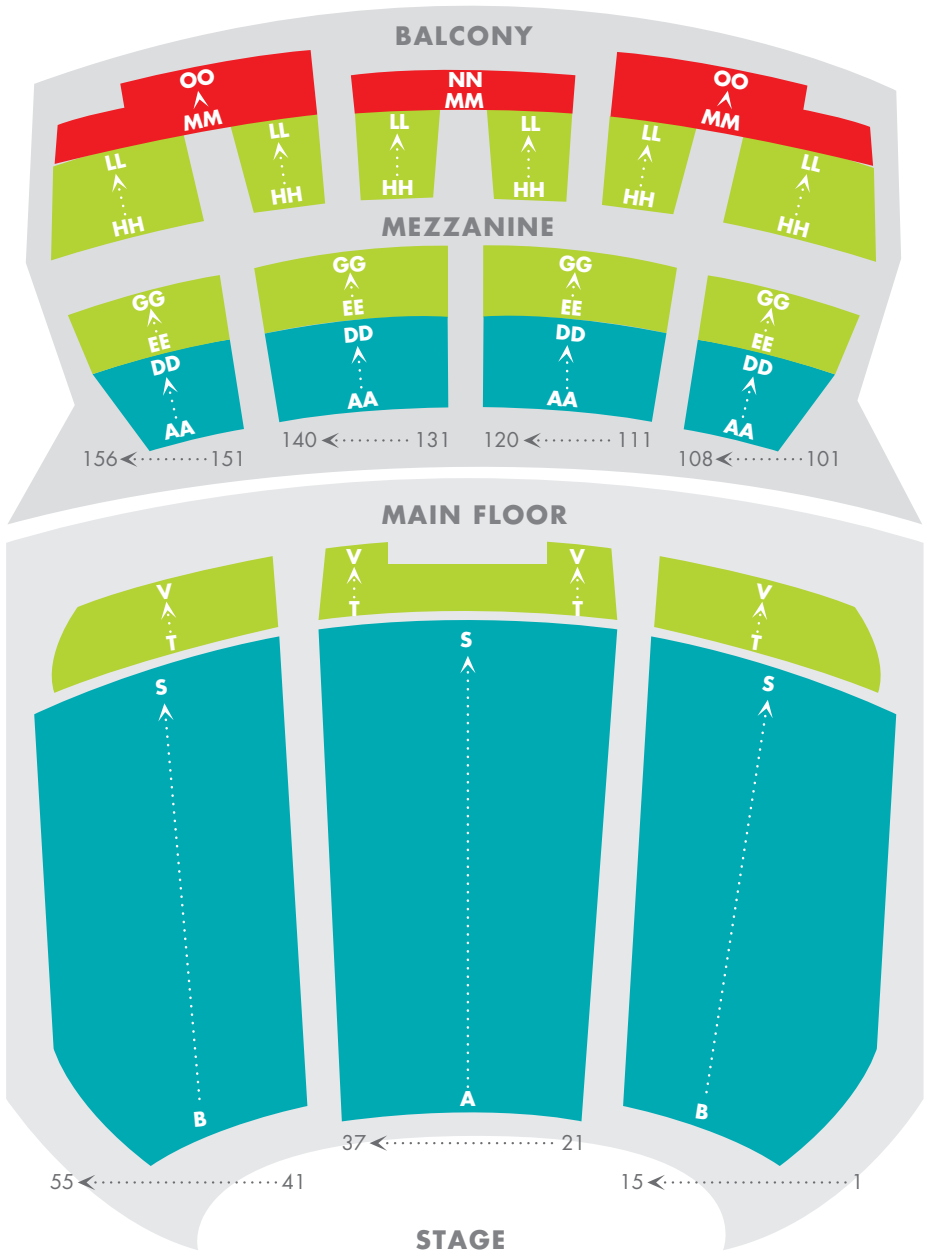 BALCONY
OO NN OO
MM MM MM
LL LL LL LL LL LL
HH HH HH HH HH HH
MEZZANINE
GG GG GG GG
EE EE EE EE
DD DD DD DD
AA AA AA AA
140 131 120 111
156 151 108 101
MAIN FLOOR
V V V V
T T T T
S S S
B A B
37 21
55 41 15 1
STAGE